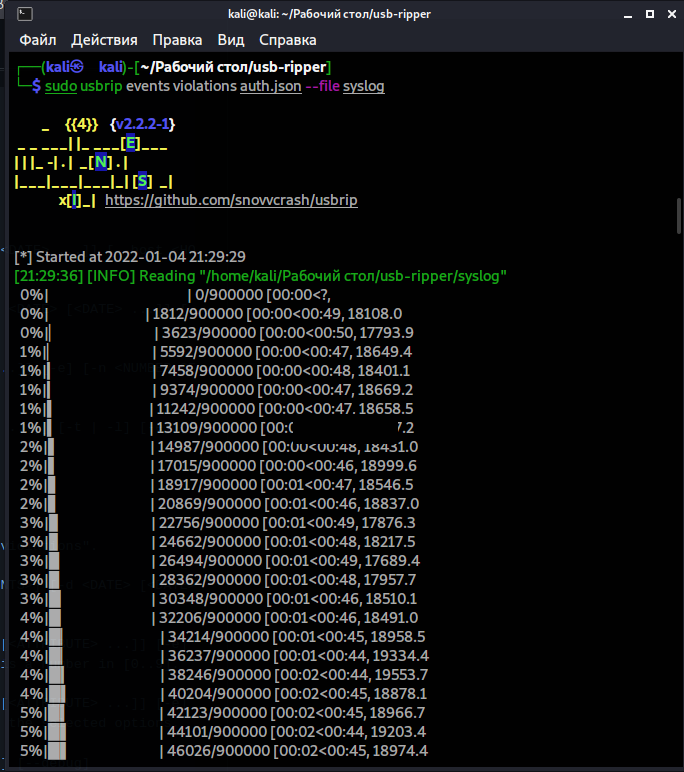 kali@kali: ~/Рабочий стол/usb-ripper
Файл Действия Правка Вид Справка
┌──(kali㉿ kali)-[~/Рабочий стол/usb-ripper]
└─$ sudo usbrip events violations auth.json --file syslog
_ {{4}} {v2.2.2-1}
_ _ ___| |_ ___[E]___
| | |_ -| . | _[N] . |
|___|___|___|_| [S] _|
x[I]_| https://github.com/snovvcrash/usbrip
[*] Started at 2022-01-04 21:29:29
[21:29:36] [INFO] Reading "/home/kali/Рабочий стол/usb-ripper/syslog"
0%| | 0/900000 [00:00<?,
0%| | 1812/900000 [00:00<00:49, 18108.0
0%| | 3623/900000 [00:00<00:50, 17793.9
1%| | 5592/900000 [00:00<00:47, 18649.4
1%| | 7458/900000 [00:00<00:48, 18401.1
1%| | 9374/900000 [00:00<00:47, 18669.2
1%| | 11242/900000 [00:00<00:47, 18658.5
1%| | 13109/900000 [00:0 7.2
2%| | 14987/900000 [00:00<00:48, 18431.0
2%| | 17015/900000 [00:00<00:46, 18999.6
2%| | 18917/900000 [00:01<00:47, 18546.5
2%| | 20869/900000 [00:01<00:46, 18837.0
3%| | 22756/900000 [00:01<00:49, 17876.3
3%| | 24662/900000 [00:01<00:48, 18217.5
3%| | 26494/900000 [00:01<00:49, 17689.4
3%| | 28362/900000 [00:01<00:48, 17957.7
3%| | 30348/900000 [00:01<00:46, 18510.1
4%| | 32206/900000 [00:01<00:46, 18491.0
4%| | 34214/900000 [00:01<00:45, 18958.5
4%| | 36237/900000 [00:01<00:44, 19334.4
4%| | 38246/900000 [00:02<00:44, 19553.7
4%| | 40204/900000 [00:02<00:45, 18878.1
5%| | 42123/900000 [00:02<00:45, 18966.7
5%| | 44101/900000 [00:02<00:44, 19203.4
5%| | 46026/900000 [00:02<00:45, 18974.4